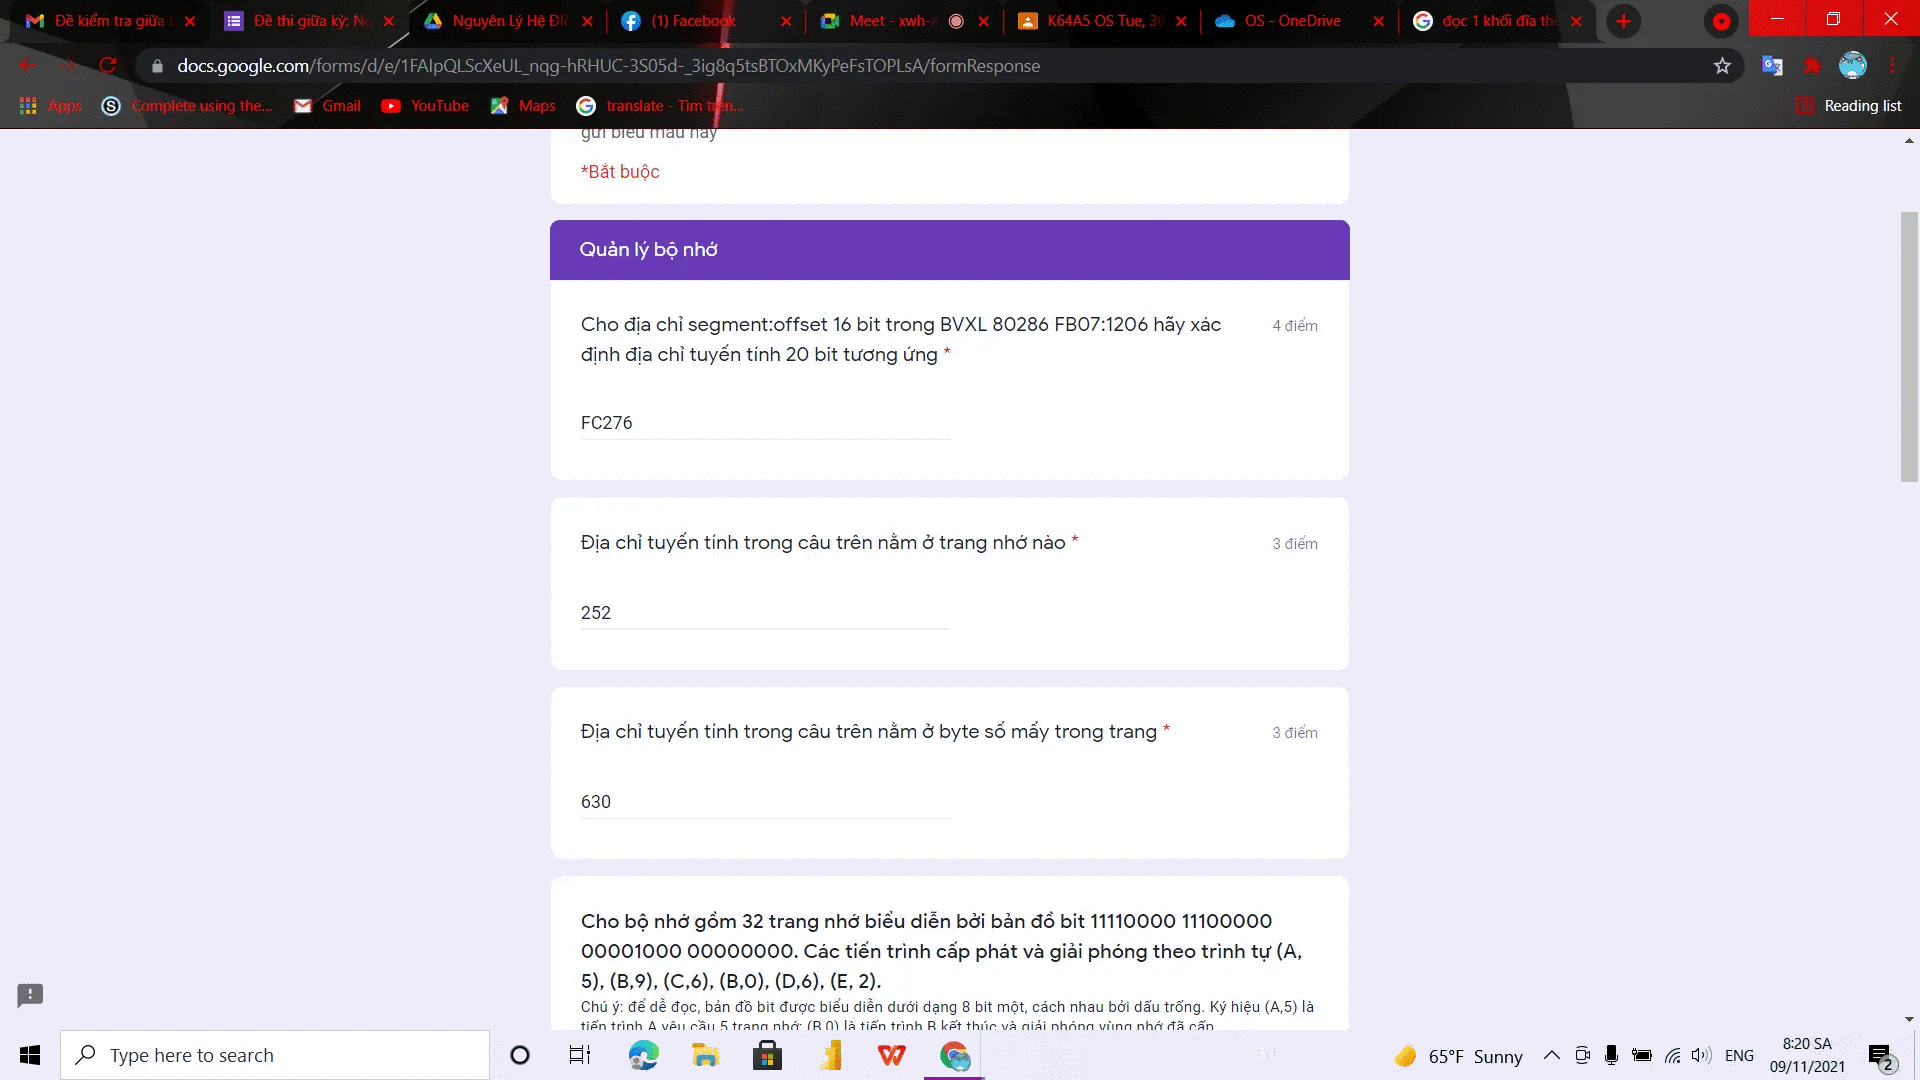 Đề kiểm tra giữa
Đề thi giữa kỳ: Ng
Nguyên Lý Hệ Đi
(1) Facebook
Meet - xwh-a
K64A5 OS Tue, 30
OS - OneDrive
đọc 1 khối đĩa the
docs.google.com/forms/d/e/1FAIpQLScXeUL_nqg-hRHUC-3S05d-_3ig8q5tsBTOxMKyPeFsTOPLsA/formResponse
Apps
Complete using the...
Gmail
YouTube
Maps
translate - Tìm trên...
Reading list
gửi biểu mẫu này
*Bắt buộc
Quản lý bộ nhớ
Cho địa chỉ segment:offset 16 bit trong BVXL 80286 FB07:1206 hãy xác
định địa chỉ tuyến tính 20 bit tương ứng *
4 điểm
FC276
Địa chỉ tuyến tính trong câu trên nằm ở trang nhớ nào *
3 điểm
252
Địa chỉ tuyến tính trong câu trên nằm ở byte số mấy trong trang *
3 điểm
630
Cho bộ nhớ gồm 32 trang nhớ biểu diễn bởi bản đồ bit 11110000 11100000
00001000 00000000. Các tiến trình cấp phát và giải phóng theo trình tự (A,
5), (B,9), (C,6), (B,0), (D,6), (E, 2).
Chú ý: để dễ đọc, bản đồ bit được biểu diễn dưới dạng 8 bit một, cách nhau bởi dấu trống. Ký hiệu (A,5) là
tiến trình A yêu cầu 5 trang nhớ; (B,0) là tiến trình B kết thúc và giải phóng vùng nhớ đã cấp
Type here to search
65°F Sunny
ENG
8:20 SA
09/11/2021
2